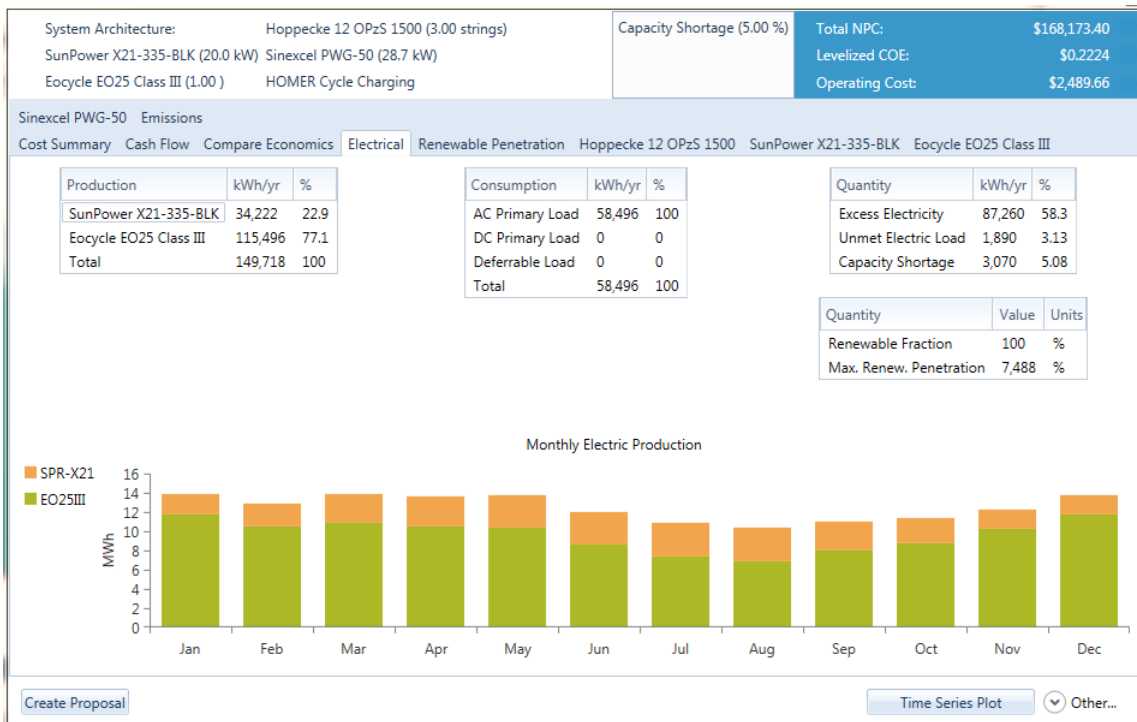 System Architecture: Hoppecke 12 OPzS 1500 (3.00 strings)
SunPower X21-335-BLK (20.0 kW) Sinexcel PWG-50 (28.7 kW)
Eocycle EO25 Class III (1.00 ) HOMER Cycle Charging
Capacity Shortage (5.00 %)
Total NPC: $168,173.40
Levelized COE: $0.2224
Operating Cost: $2,489.66
Sinexcel PWG-50 Emissions
Cost Summary Cash Flow Compare Economics Electrical Renewable Penetration Hoppecke 12 OPzS 1500 SunPower X21-335-BLK Eocycle EO25 Class III
Production kWh/yr %
SunPower X21-335-BLK 34,222 22.9
Eocycle EO25 Class III 115,496 77.1
Total 149,718 100
Consumption kWh/yr %
AC Primary Load 58,496 100
DC Primary Load 0 0
Deferrable Load 0 0
Total 58,496 100
Quantity kWh/yr %
Excess Electricity 87,260 58.3
Unmet Electric Load 1,890 3.13
Capacity Shortage 3,070 5.08
Quantity Value Units
Renewable Fraction 100 %
Max. Renew. Penetration 7,488 %
Monthly Electric Production
SPR-X21
EO25III
MWh
16
14
12
10
8
6
4
2
0
Jan Feb Mar Apr May Jun Jul Aug Sep Oct Nov Dec
Create Proposal Time Series Plot Other...